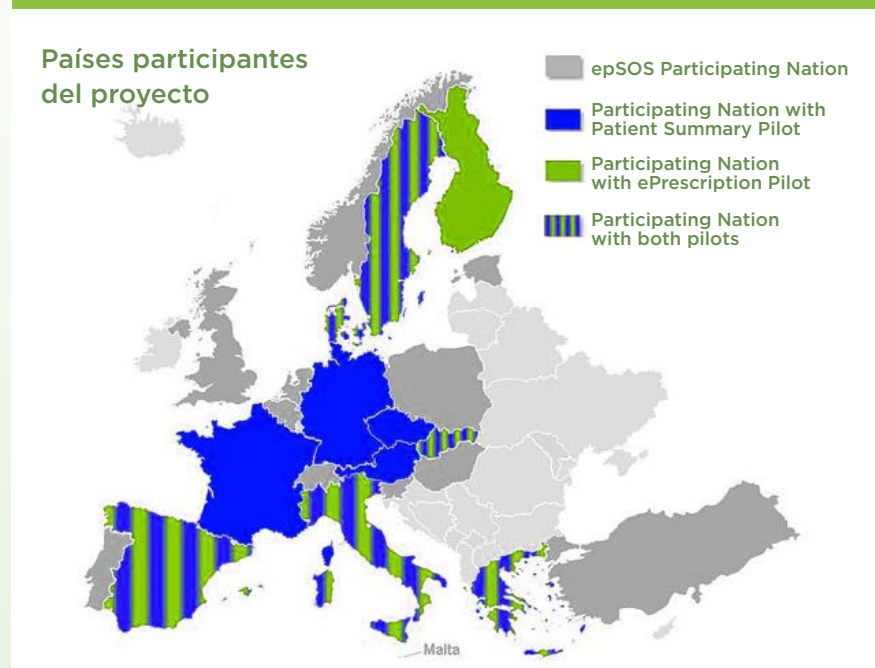 Países participantes
del proyecto
epSOS Participating Nation
Participating Nation with
Patient Summary Pilot
Participating Nation
with ePrescription Pilot
Participating Nation
with both pilots
Malta